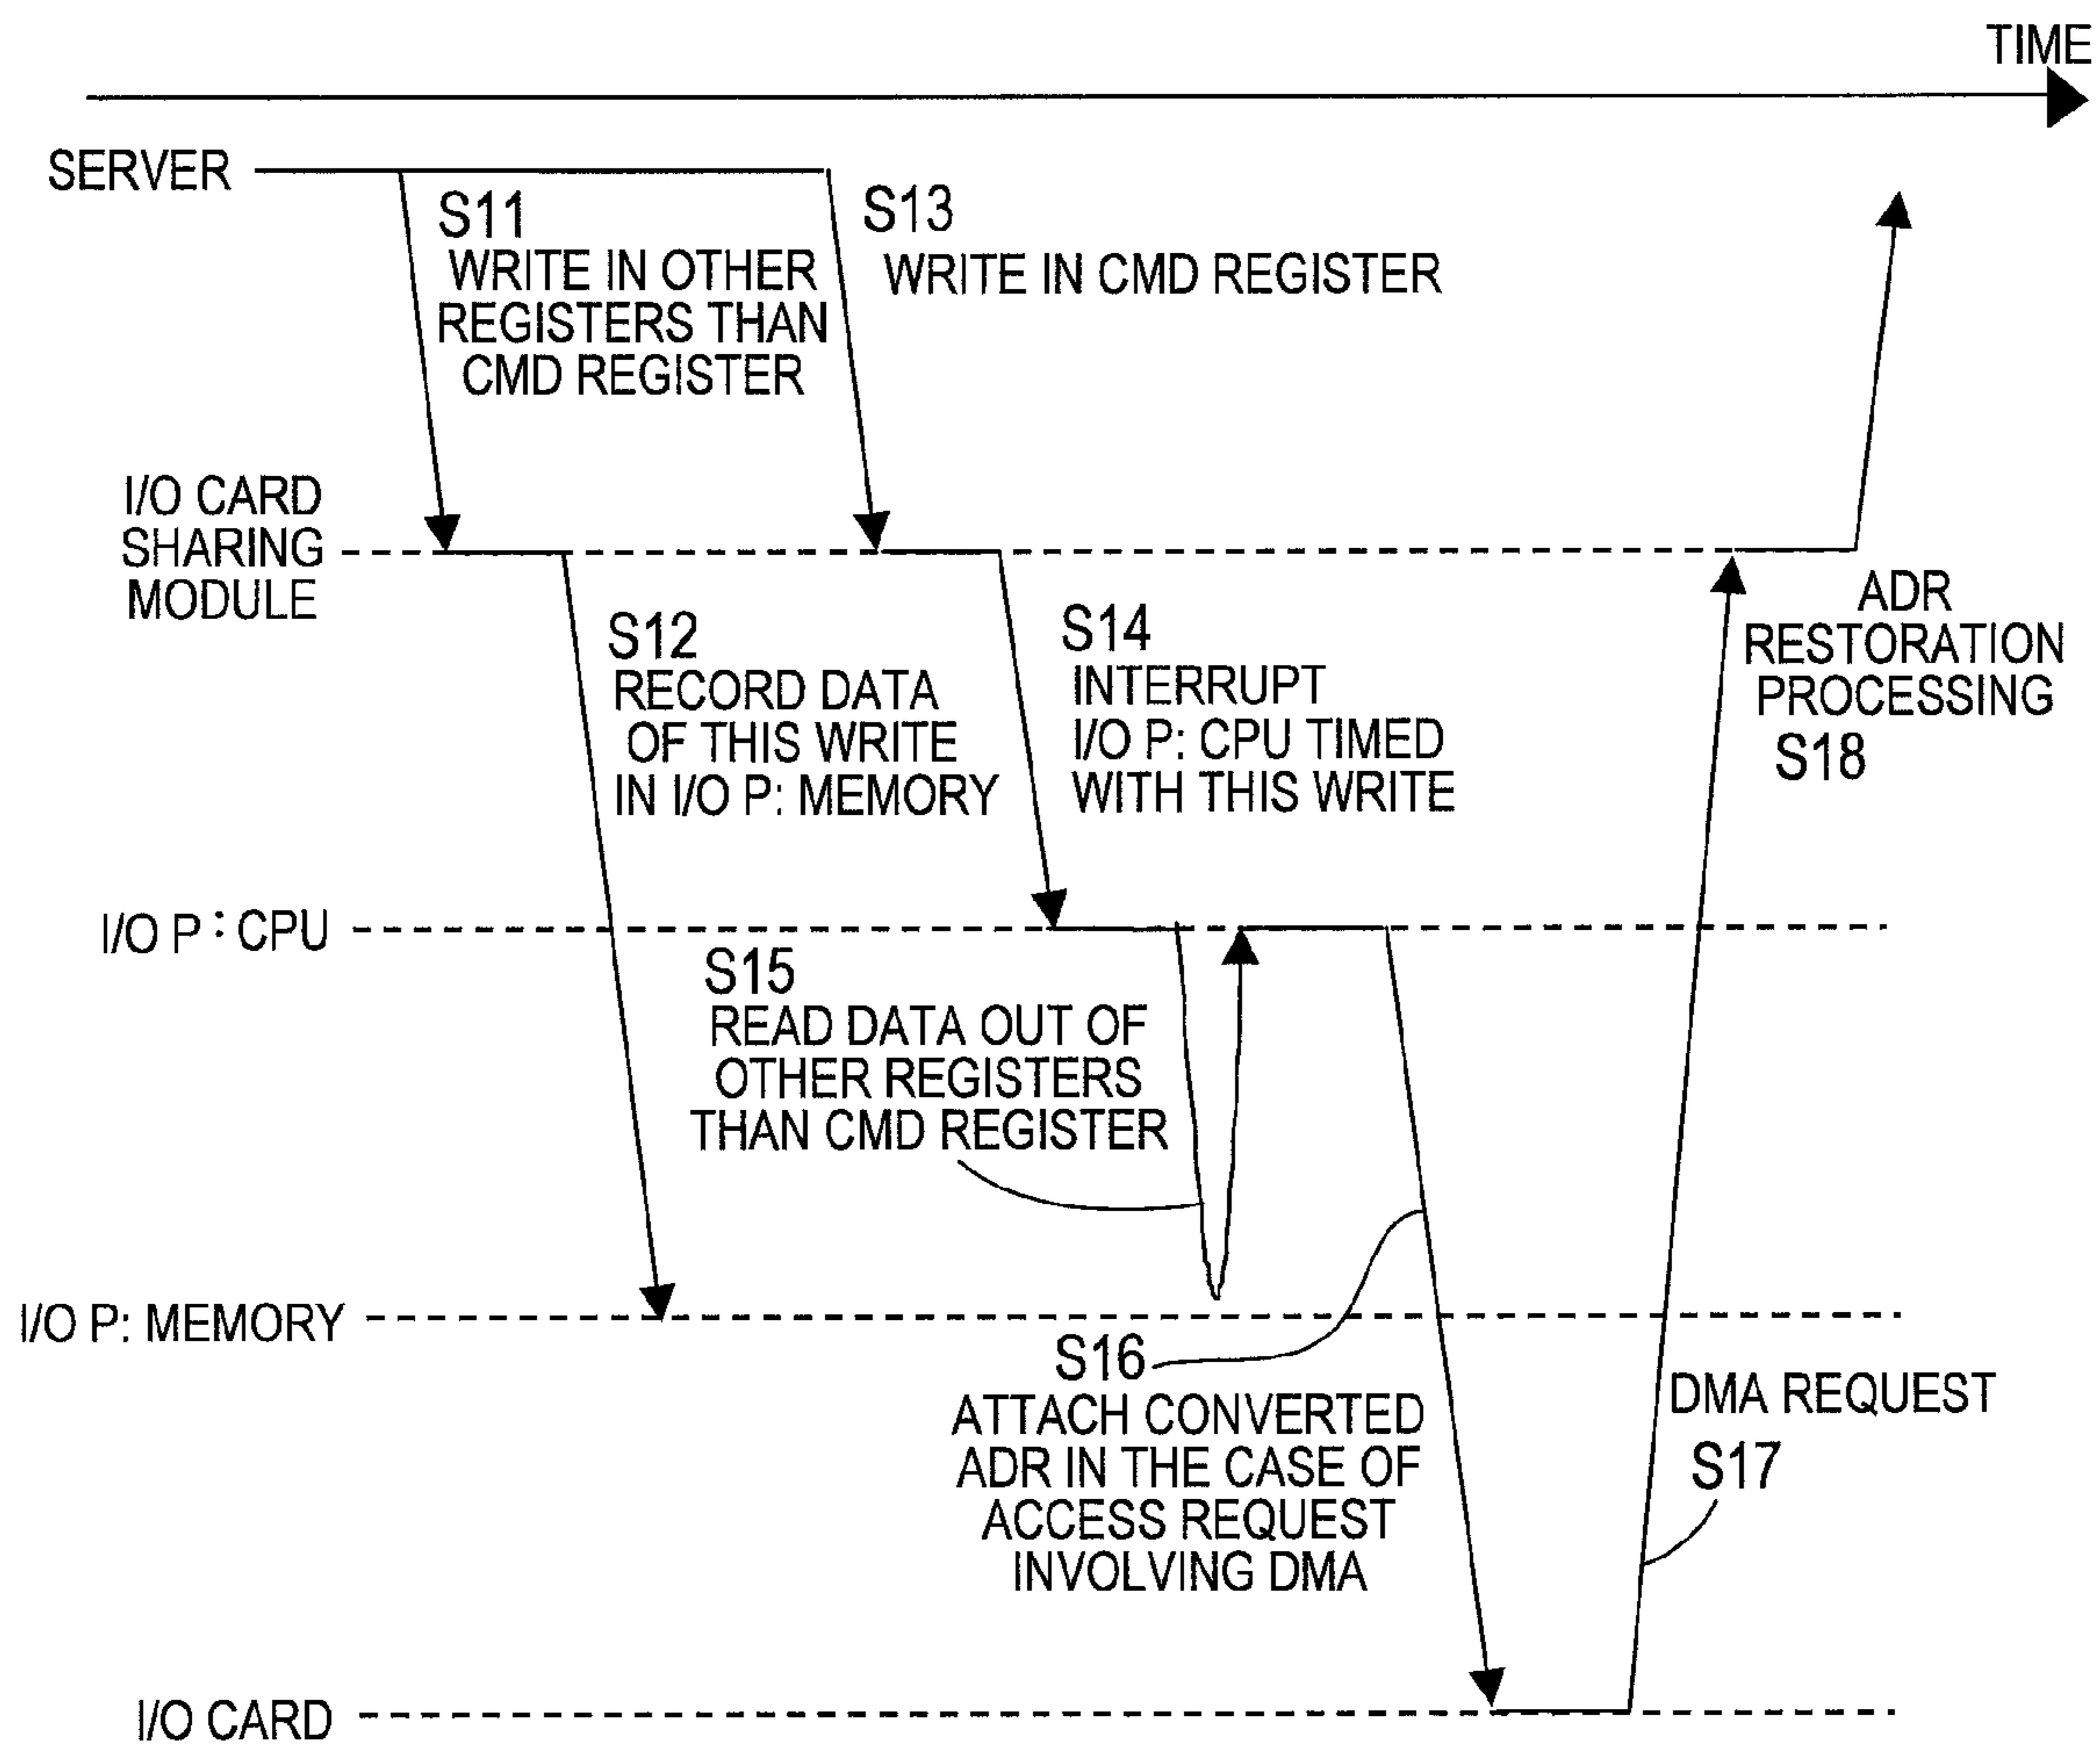 TIME
SERVER
S11
WRITE IN OTHER
REGISTERS THAN
CMD REGISTER
S13
WRITE IN CMD REGISTER
I/O CARD
SHARING
MODULE
S12
RECORD DATA
OF THIS WRITE
IN I/O P: MEMORY
S14
INTERRUPT
I/O P: CPU TIMED
WITH THIS WRITE
ADR
RESTORATION
PROCESSING
S18
I/O P : CPU
S15
READ DATA OUT OF
OTHER REGISTERS
THAN CMD REGISTER
I/O P: MEMORY
S16
ATTACH CONVERTED
ADR IN THE CASE OF
ACCESS REQUEST
INVOLVING DMA
DMA REQUEST
S17
I/O CARD